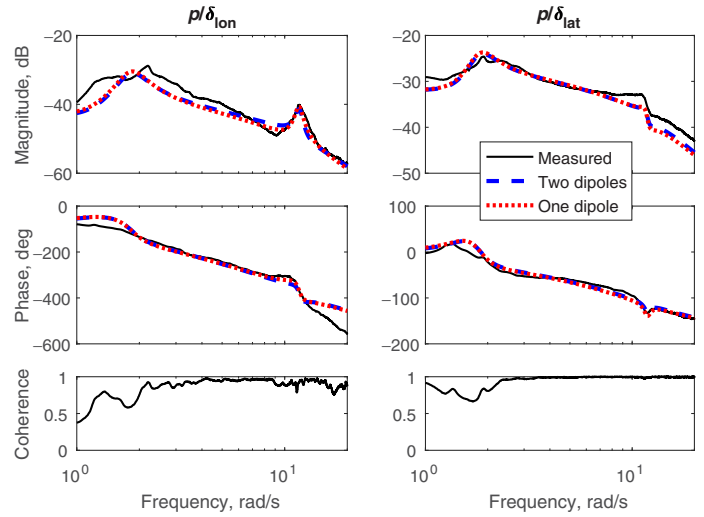 p/δlon
p/δlat
Magnitude, dB
−20
−40
−60
−20
−30
−40
−50
Measured
Two dipoles
One dipole
Phase, deg
0
−200
−400
−600
100
0
−100
−200
Coherence
1
0.5
0
1
0.5
0
10^0
10^1
10^0
10^1
Frequency, rad/s
Frequency, rad/s